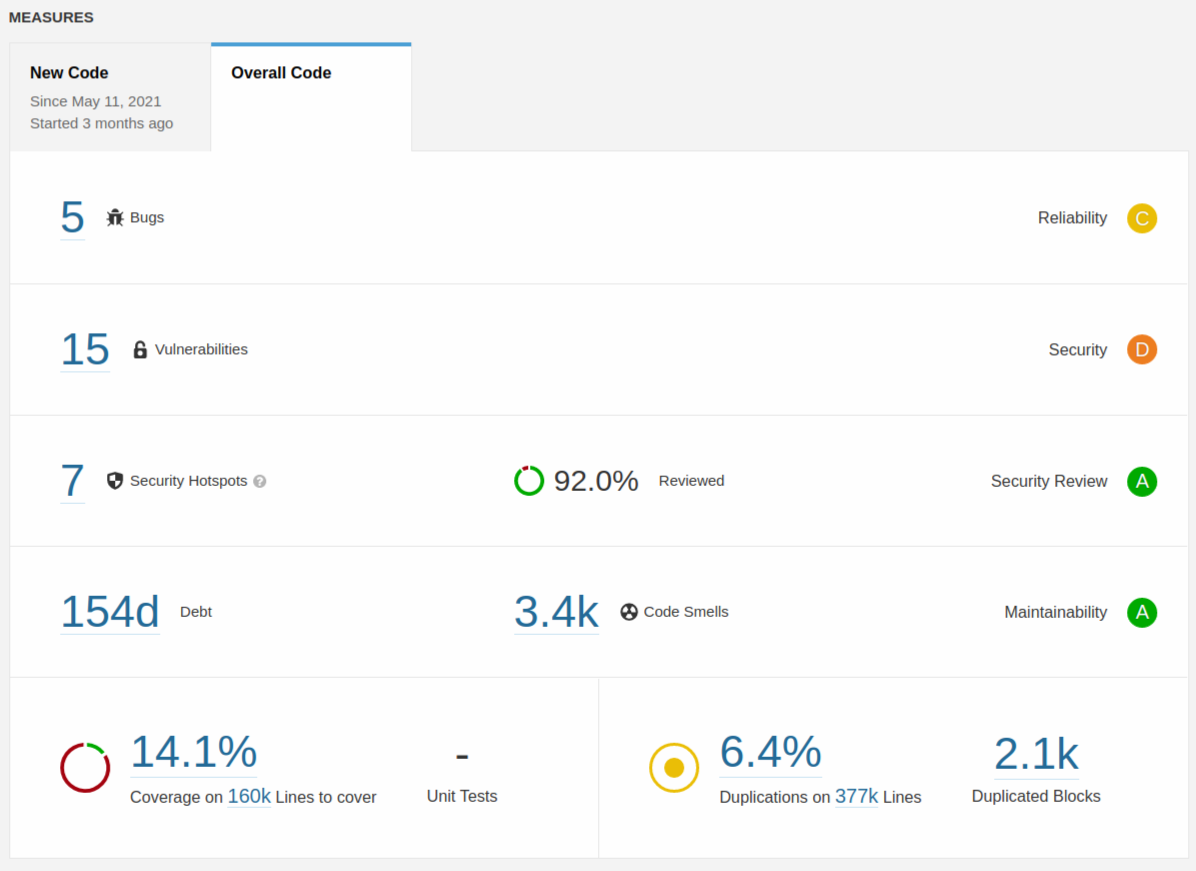 MEASURES
New Code
Since May 11, 2021
Started 3 months ago
Overall Code
5 Bugs
Reliability C
15 Vulnerabilities
Security D
7 Security Hotspots ?
92.0% Reviewed
Security Review A
154d Debt
3.4k Code Smells
Maintainability A
14.1%
Coverage on 160k Lines to cover
-
Unit Tests
6.4%
Duplications on 377k Lines
2.1k
Duplicated Blocks